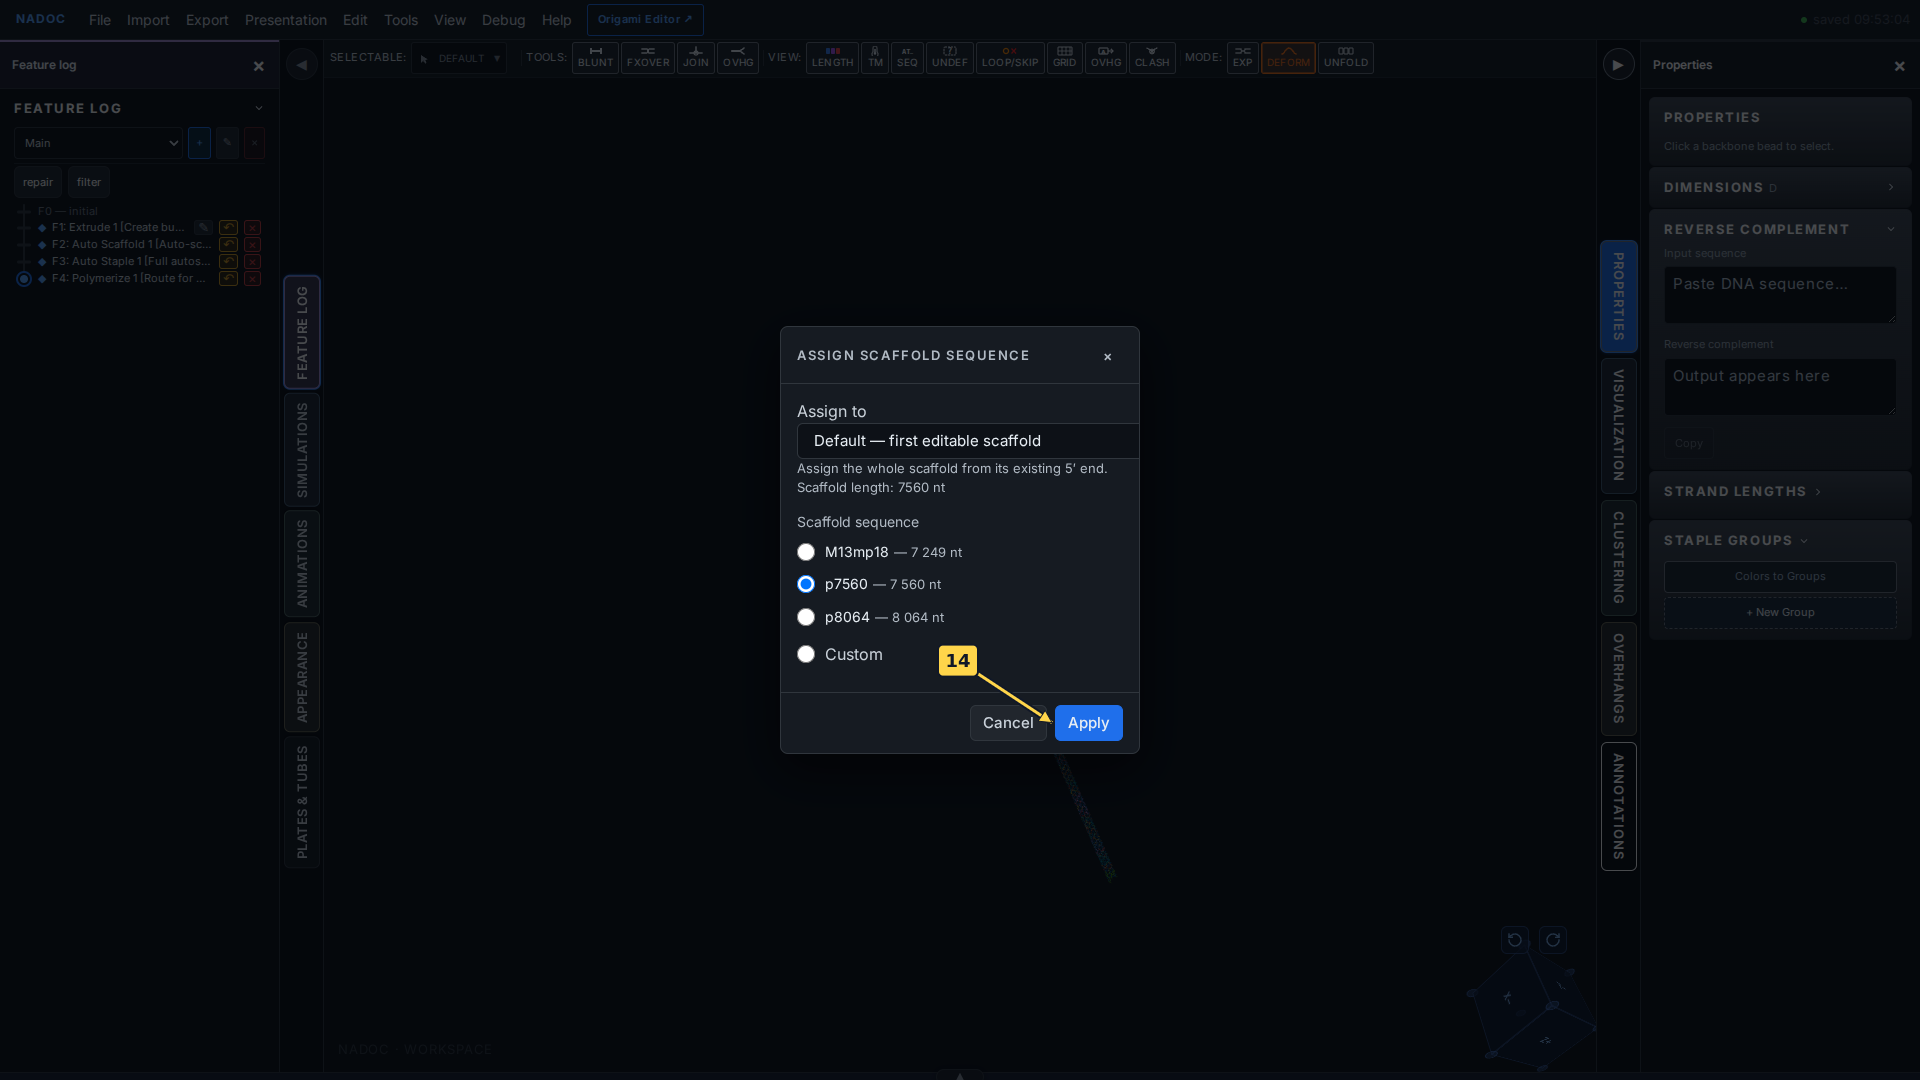 NADOC File Import Export Presentation Edit Tools View Debug Help Origami Editor ↗ saved 09:53:04
Feature log ×
FEATURE LOG
Main + ✎ ×
repair filter
F0 — initial
F1: Extrude 1 [Create bu...
F2: Auto Scaffold 1 [Auto-sc...
F3: Auto Staple 1 [Full autos...
F4: Polymerize 1 [Route for ...
FEATURE LOG
SIMULATIONS
ANIMATIONS
APPEARANCE
PLATES & TUBES
SELECTABLE: DEFAULT TOOLS: BLUNT FXOVER JOIN OVHG VIEW: LENGTH TM SEQ UNDEF LOOP/SKIP GRID OVHG CLASH MODE: EXP DEFORM UNFOLD
ASSIGN SCAFFOLD SEQUENCE ×
Assign to
Default — first editable scaffold
Assign the whole scaffold from its existing 5′ end.
Scaffold length: 7560 nt
Scaffold sequence
M13mp18 — 7 249 nt
p7560 — 7 560 nt
p8064 — 8 064 nt
Custom
14
Cancel Apply
NADOC WORKSPACE
PROPERTIES
VISUALIZATION
CLUSTERING
OVERHANGS
ANNOTATIONS
Properties ×
PROPERTIES
Click a backbone bead to select.
DIMENSIONS D
REVERSE COMPLEMENT
Input sequence
Paste DNA sequence...
Reverse complement
Output appears here
Copy
STRAND LENGTHS
STAPLE GROUPS
Colors to Groups
+ New Group